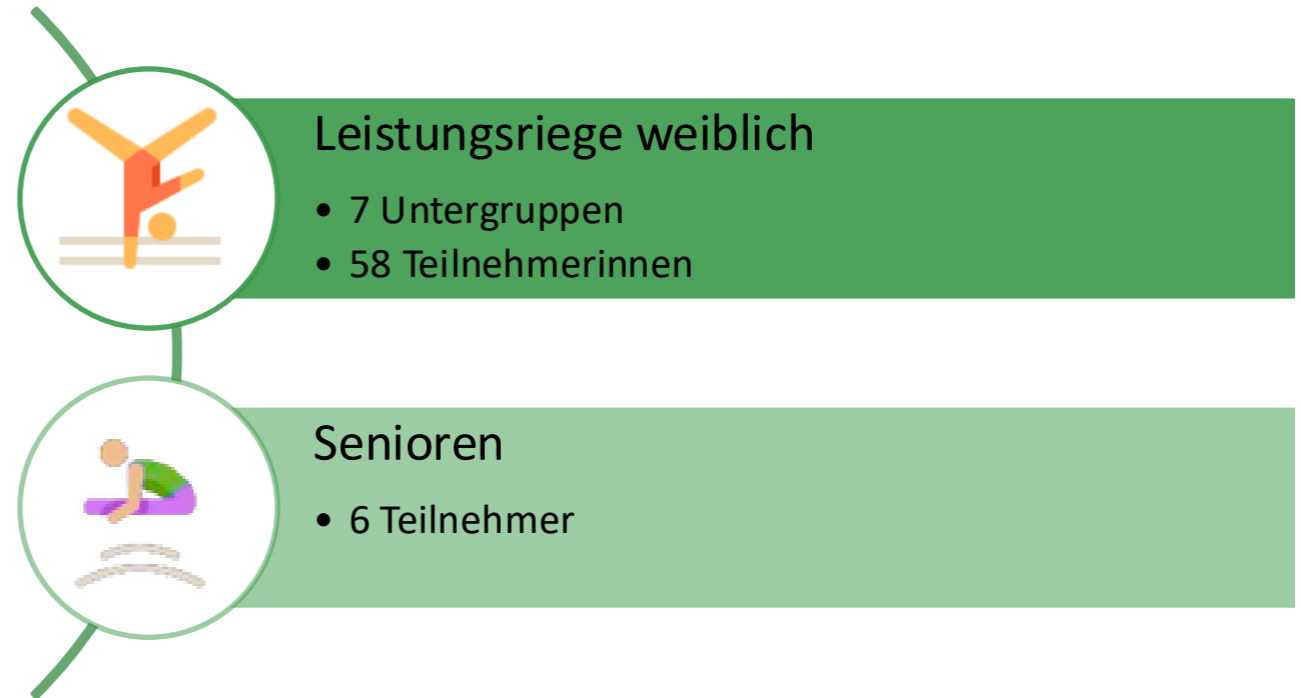 Leistungsriege weiblich
• 7 Untergruppen
• 58 Teilnehmerinnen
Senioren
• 6 Teilnehmer